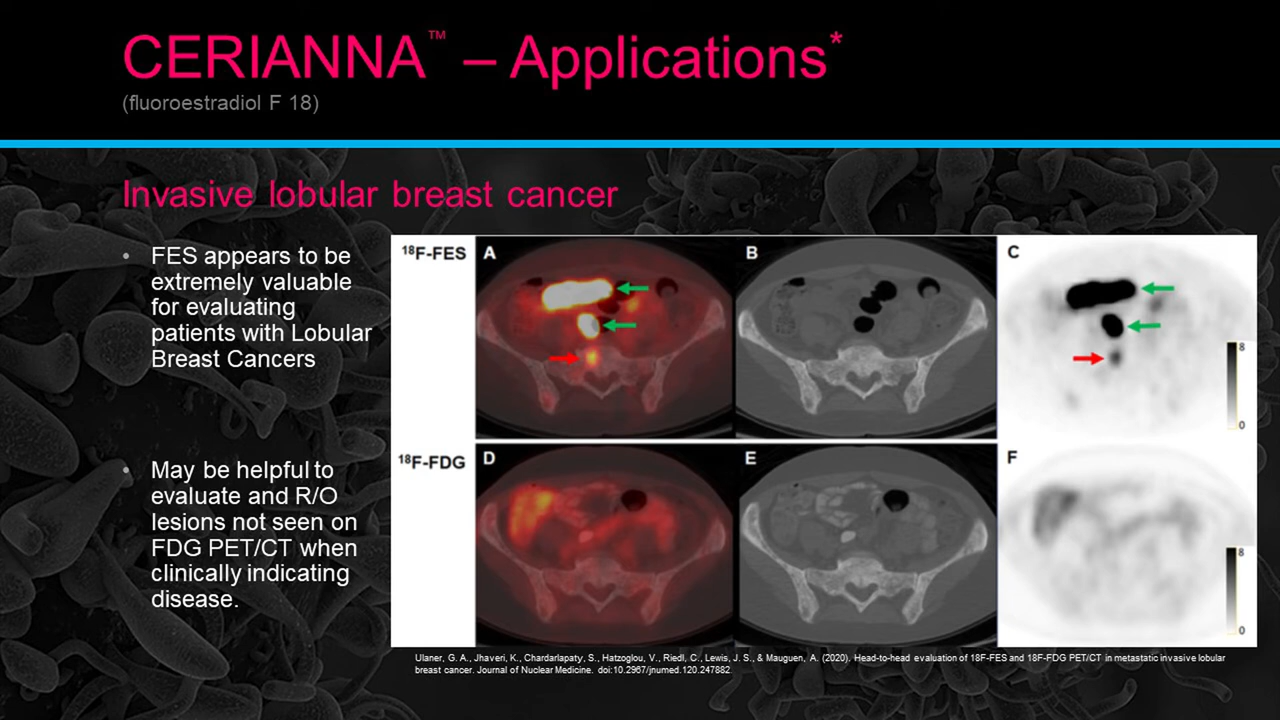 CERIANNA™ – Applications*
(fluoroestradiol F 18)
Invasive lobular breast cancer
• FES appears to be
extremely valuable
for evaluating
patients with Lobular
Breast Cancers
• May be helpful to
evaluate and R/O
lesions not seen on
FDG PET/CT when
clinically indicating
disease.
18F-FES
A
B
C
8
0
18F-FDG
D
E
F
8
0
Ulaner, G. A., Jhaveri, K., Chardarlapaty, S., Hatzoglou, V., Riedl, C., Lewis, J. S., & Mauguen, A. (2020). Head-to-head evaluation of 18F-FES and 18F-FDG PET/CT in metastatic invasive lobular
breast cancer. Journal of Nuclear Medicine. doi:10.2967/jnumed.120.247882.